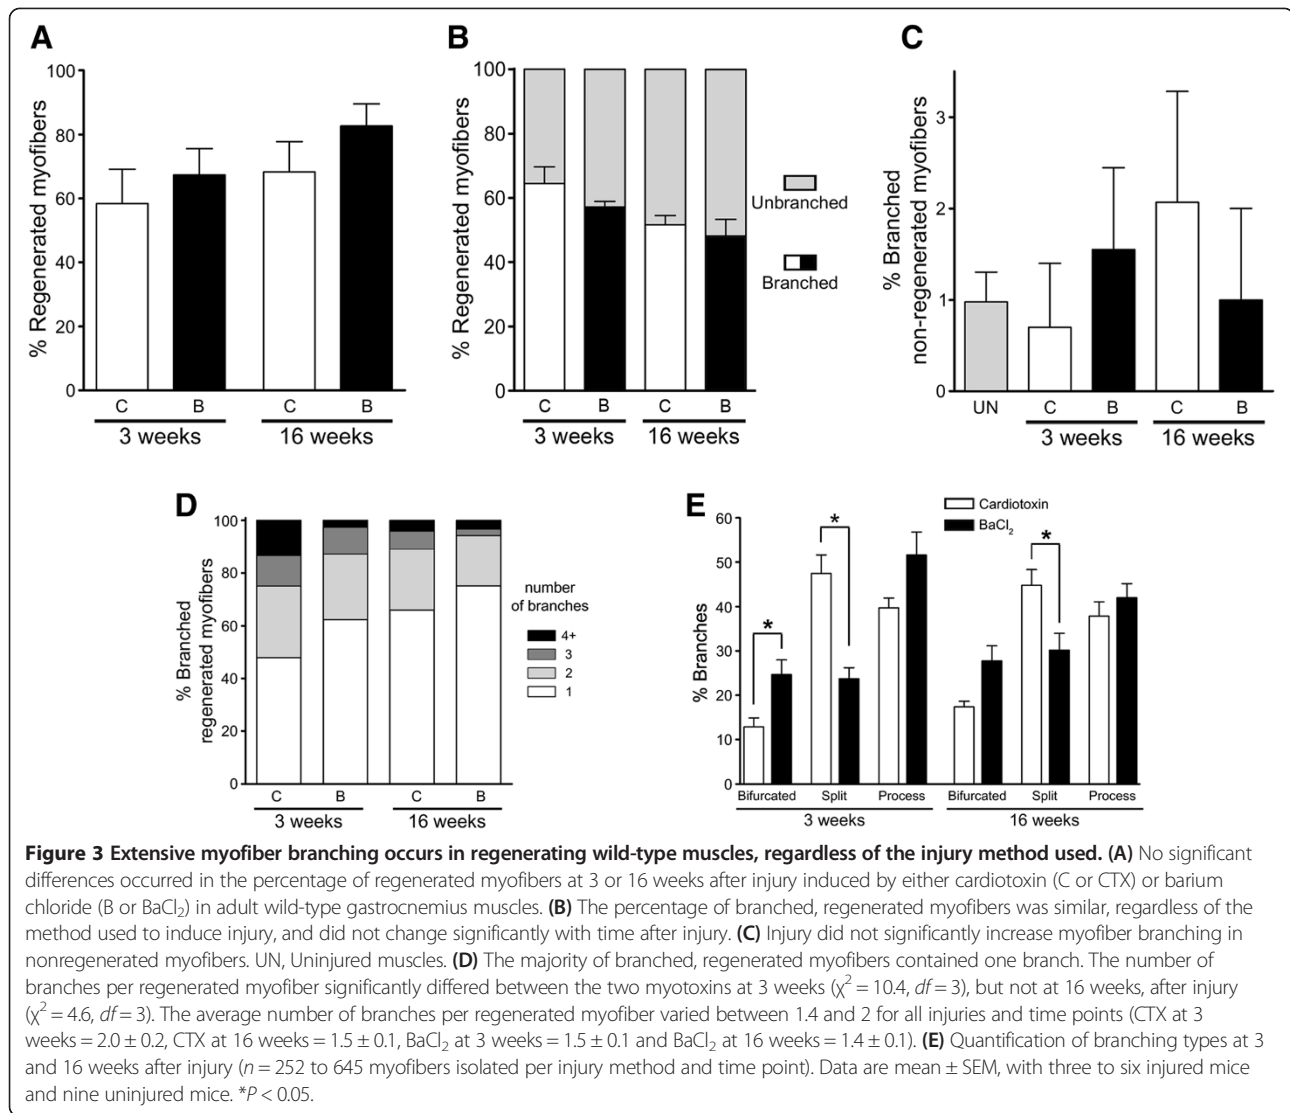 A
% Regenerated myofibers
100
80
60
40
20
0
C B C B
3 weeks 16 weeks
B
% Regenerated myofibers
100
80
60
40
20
0
C B C B
3 weeks 16 weeks
Unbranched
Branched
C
% Branched
non-regenerated myofibers
3
2
1
0
UN C B C B
3 weeks 16 weeks
D
% Branched
regenerated myofibers
100
80
60
40
20
0
C B C B
3 weeks 16 weeks
number
of branches
4+
3
2
1
E
Cardiotoxin
BaCl₂
% Branches
60
50
40
30
20
10
0
* * *
Bifurcated Split Process Bifurcated Split Process
3 weeks 16 weeks
Figure 3 Extensive myofiber branching occurs in regenerating wild-type muscles, regardless of the injury method used. (A) No significant
differences occurred in the percentage of regenerated myofibers at 3 or 16 weeks after injury induced by either cardiotoxin (C or CTX) or barium
chloride (B or BaCl₂) in adult wild-type gastrocnemius muscles. (B) The percentage of branched, regenerated myofibers was similar, regardless of the
method used to induce injury, and did not change significantly with time after injury. (C) Injury did not significantly increase myofiber branching in
nonregenerated myofibers. UN, Uninjured muscles. (D) The majority of branched, regenerated myofibers contained one branch. The number of
branches per regenerated myofiber significantly differed between the two myotoxins at 3 weeks (χ² = 10.4, df = 3), but not at 16 weeks, after injury
(χ² = 4.6, df = 3). The average number of branches per regenerated myofiber varied between 1.4 and 2 for all injuries and time points (CTX at 3
weeks = 2.0 ± 0.2, CTX at 16 weeks = 1.5 ± 0.1, BaCl₂ at 3 weeks = 1.5 ± 0.1 and BaCl₂ at 16 weeks = 1.4 ± 0.1). (E) Quantification of branching types at 3
and 16 weeks after injury (n = 252 to 645 myofibers isolated per injury method and time point). Data are mean ± SEM, with three to six injured mice
and nine uninjured mice. *P < 0.05.